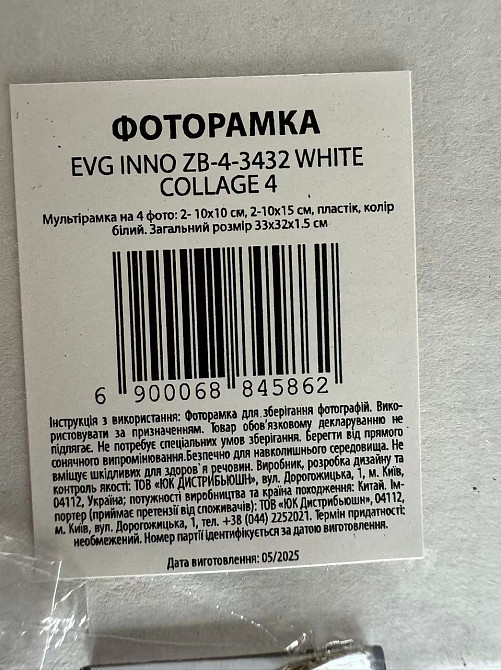 ФОТОРАМКА
EVG INNO ZB-4-3432 WHITE
COLLAGE 4
Мультірамка на 4 фото: 2- 10x10 см, 2-10x15 см, пластік, колір
білий. Загальний розмір 33x32x1.5 см
6 900068 845862
Інструкція з використання: Фоторамка для зберігання фотографій. Вико-
ристовувати за призначенням. Товар обов'язковому декларуванню не
підлягає. Не потребує спеціальних умов зберігання. Берегти від прямого
сонячного випромінювання.Безпечно для навколишнього середовища. Не
вміщує шкідливих для здоров`я речовин. Виробник, розробка дизайну та
контроль якості: ТОВ «ЮК ДИСТРИБЬЮШН», вул. Дорогожицька, 1, м. Київ,
04112, Україна; потужності виробництва та країна походження: Китай. Ім-
портер (приймає претензії від споживачів): ТОВ «ЮК Дистрибьюшн», 04112,
м. Київ, вул. Дорогожицька, 1, тел. +38 (044) 2252021. Термін придатності:
необмежений. Номер партії ідентифікується за датою виготовлення.
Дата виготовлення: 05/2025